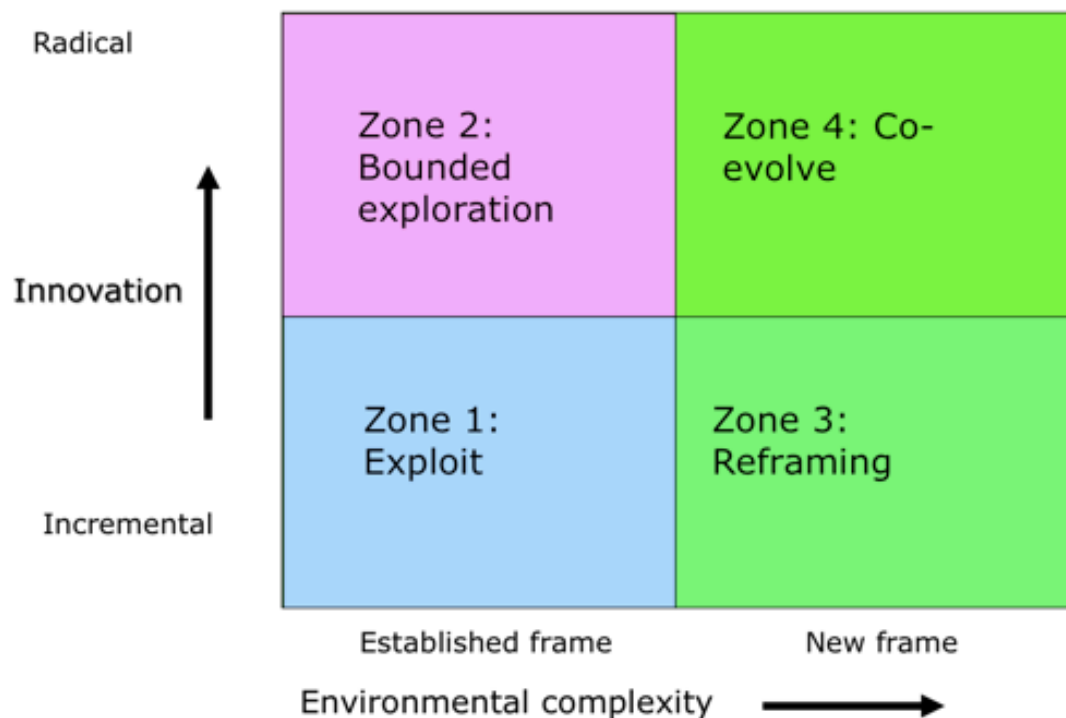 Radical
Zone 2:
Bounded
exploration
Zone 4: Co-
evolve
Innovation
Zone 1:
Exploit
Zone 3:
Reframing
Incremental
Established frame
New frame
Environmental complexity